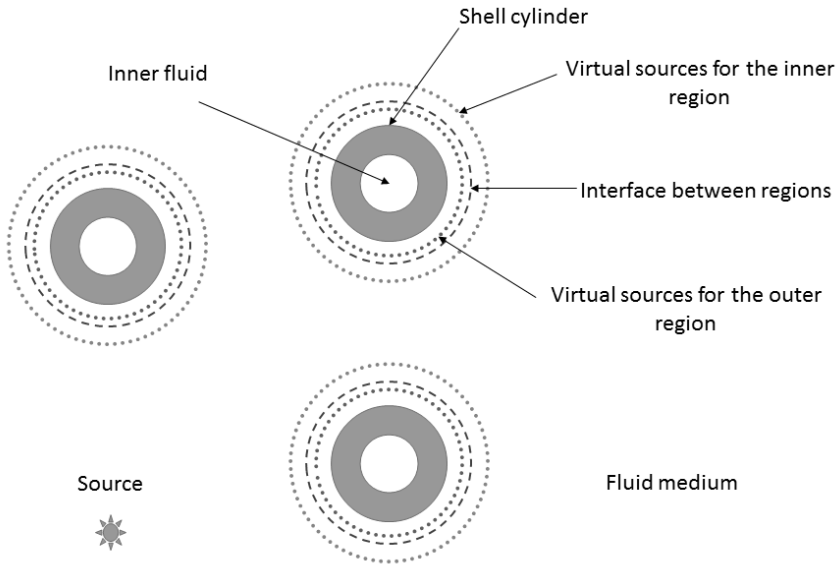 Shell cylinder
Inner fluid
Virtual sources for the inner
region
Interface between regions
Virtual sources for the outer
region
Source
Fluid medium